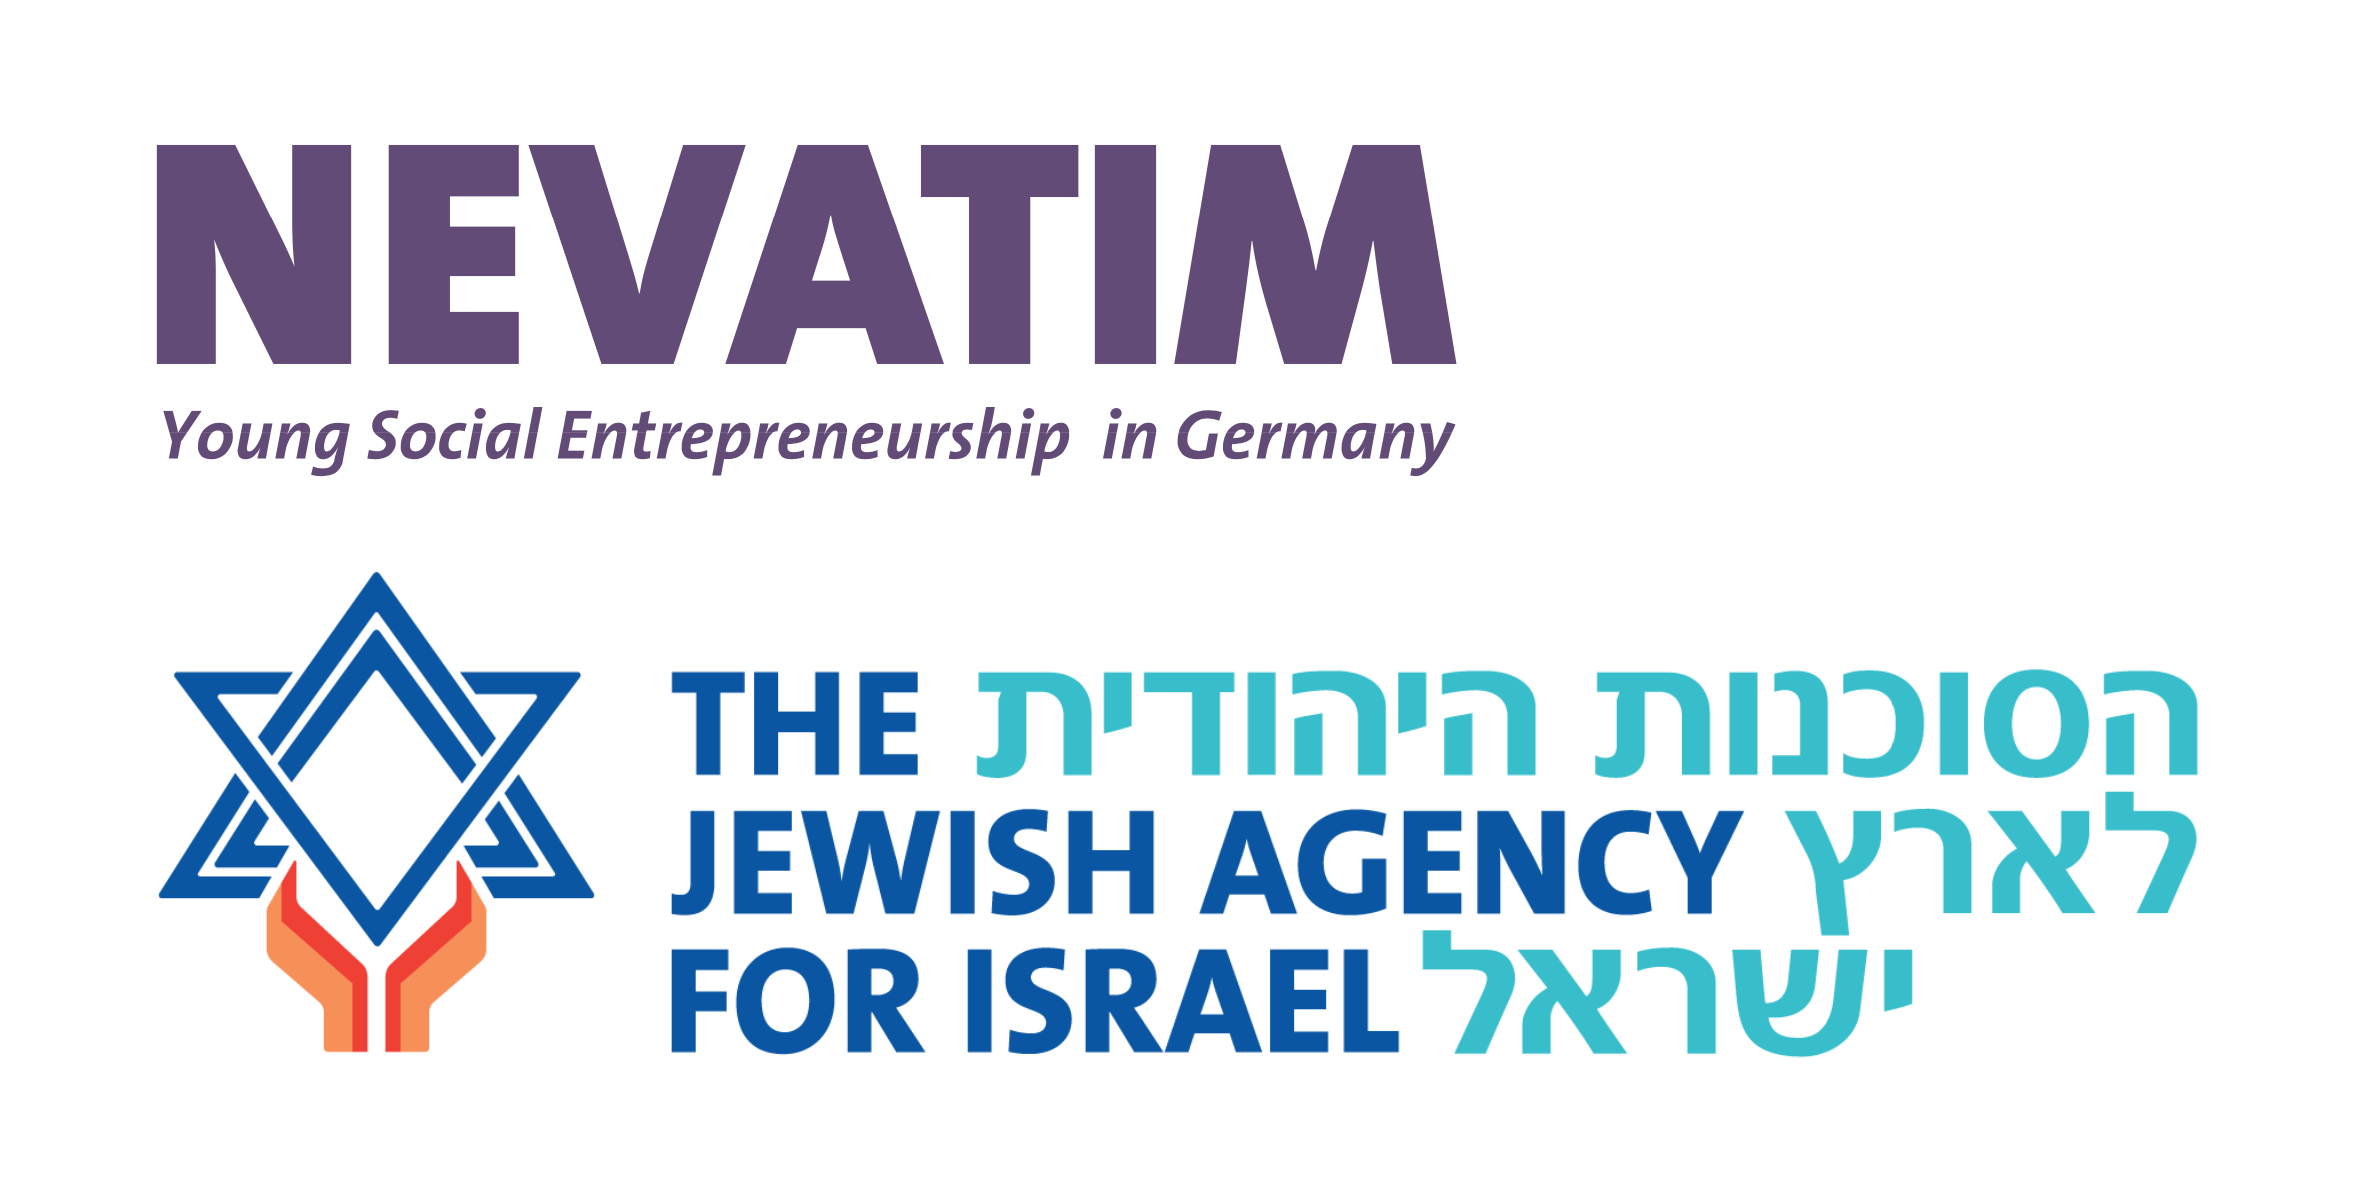 NEVATIM
Young Social Entrepreneurship in Germany
THE הסוכנות היהודית
JEWISH AGENCY לארץ
FOR ISRAEL ישראל